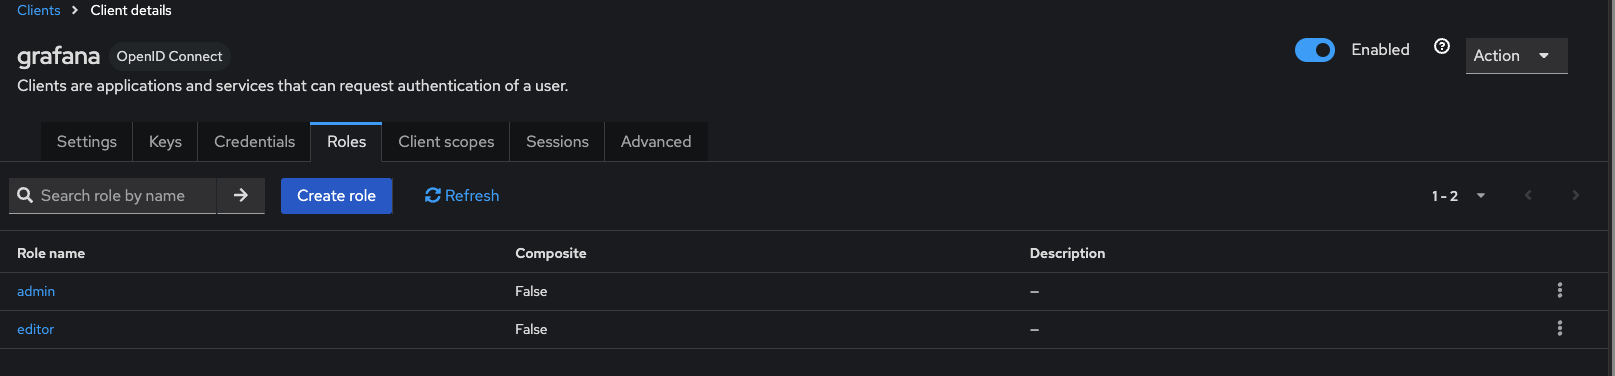 Clients > Client details
grafana OpenID Connect Enabled Action
Clients are applications and services that can request authentication of a user.
Settings Keys Credentials Roles Client scopes Sessions Advanced
Search role by name Create role Refresh 1 - 2
Role name Composite Description
admin False –
editor False –